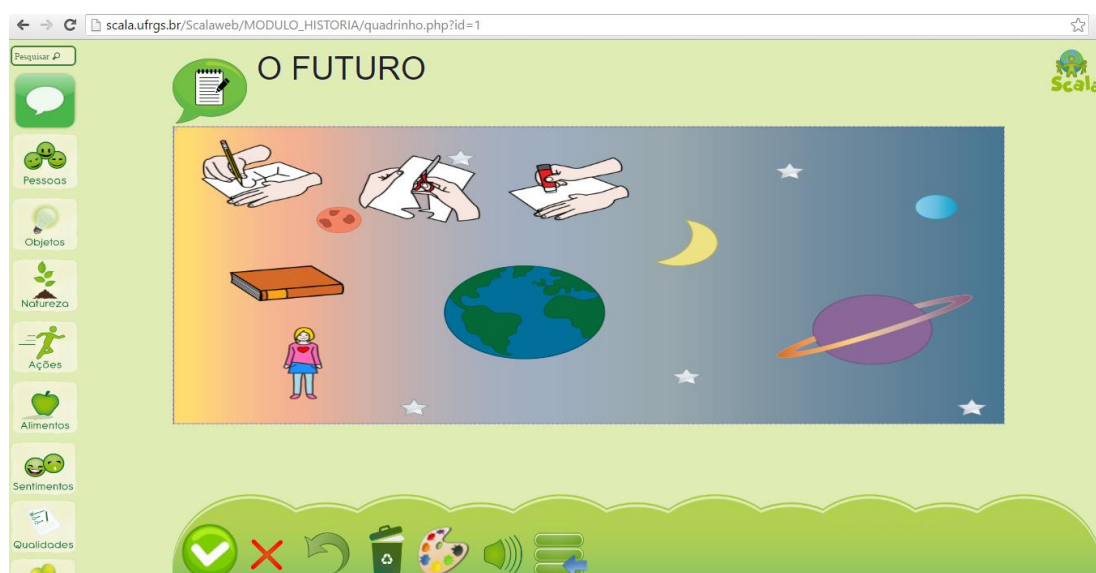 scala.ufrgs.br/Scalaweb/MODULO_HISTORIA/quadrinho.php?id=1
Pesquisar
O FUTURO
Scala
Pessoas
Objetos
Natureza
Ações
Alimentos
Sentimentos
Qualidades